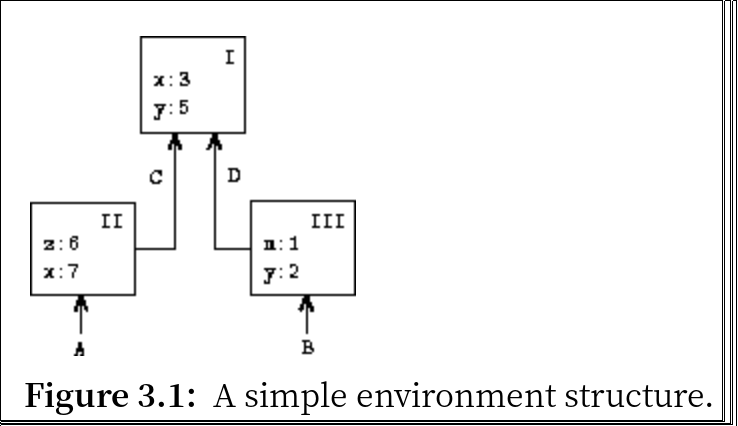 I
x:3
y:5
C
D
II
z:6
x:7
III
m:1
y:2
A
B
Figure 3.1: A simple environment structure.